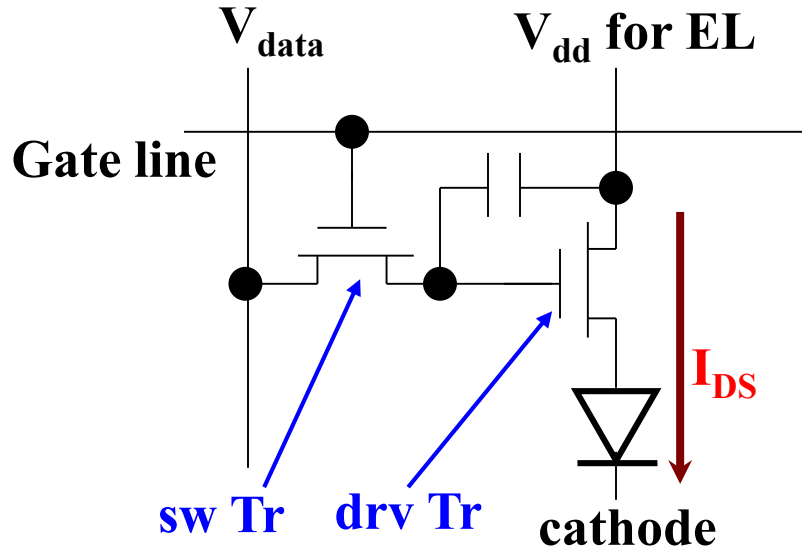 Vdata
Vdd for EL
Gate line
IDS
sw Tr
drv Tr
cathode